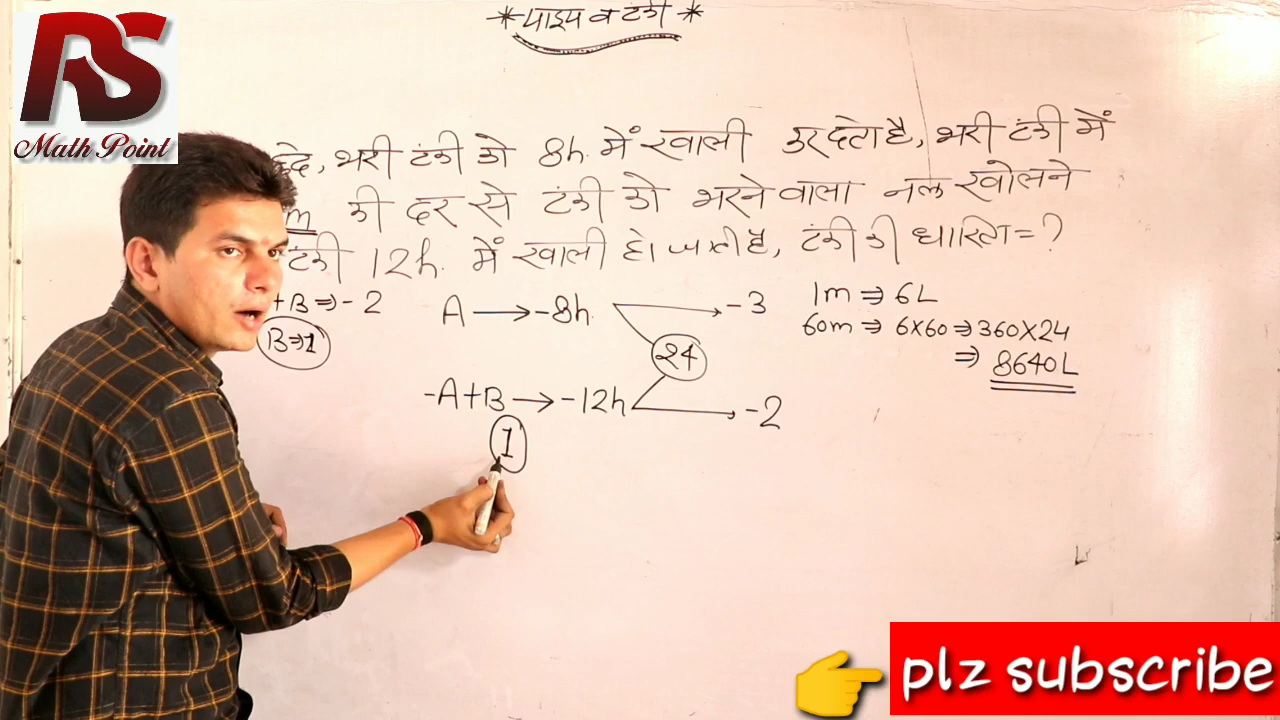 RS
Math Point
* पाइप व टंकी *
भरी टंकी को 8h. में खाली कर देता है, भरी टंकी में
की दर से टंकी को भरने वाला नल खोलने
टंकी 12h. में खाली हो जाती है, टंकी की धारिता = ?
+B ⇒ -2
B⇒1
A → -8h.
-3
24
-A+B → -12h
-2
1
1m ⇒ 6L
60m ⇒ 6×60 ⇒ 360×24
⇒ 8640L
plz subscribe